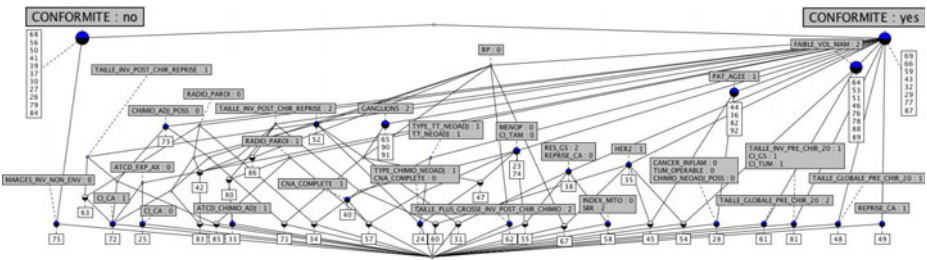 CONFORMITE : no
CONFORMITE : yes
68
56
50
41
39
37
30
27
26
79
84
RP : 0
FAIBLE_VOL_MAM : 2
69
66
59
43
32
29
77
87
TAILLE_INV_POST_CHIR_REPRISE : 1
PAT_AGEE : 1
64
53
51
46
76
78
88
89
RADIO_PAROI : 0
CHIMIO_ADJ_POSS : 0
TAILLE_INV_POST_CHIR_REPRISE : 2
GANGLIONS : 2
44
36
82
92
73
52
65
90
91
TYPE_TT_NEOADJ : 1
TT_NEOADJ : 1
MENOP : 0
CI_TAM : 0
RADIO_PAROI : 1
RES_GS : 2
REPRISE_CA : 0
HER2 : 1
TAILLE_INV_PRE_CHIR_20 : 1
CI_GS : 1
CI_TUM : 1
ATCD_EXP_AX : 0
86
23
74
CANCER_INFLAM : 0
TUM_OPERABLE : 0
CHIMIO_NEOADJ_POSS : 0
MARGES_INV_NON_ENV : 0
42
80
CNA_COMPLETE : 1
TYPE_CHIMIO_NEOADJ : 1
CNA_COMPLETE : 0
47
38
35
TAILLE_GLOBALE_PRE_CHIR_20 : 1
CI_CA : 1
63
CI_CA : 0
ATCD_CHIMIO_ADJ : 1
40
TAILLE_PLUS_GROSSE_INV_POST_CHIR_CHIMIO : 2
INDEX_MITO : 0
SBR : 2
TAILLE_GLOBALE_PRE_CHIR_20 : 2
REPRISE_CA : 1
75
72
25
83
85
33
71
34
57
24
60
31
62
55
67
58
45
54
28
61
81
48
49